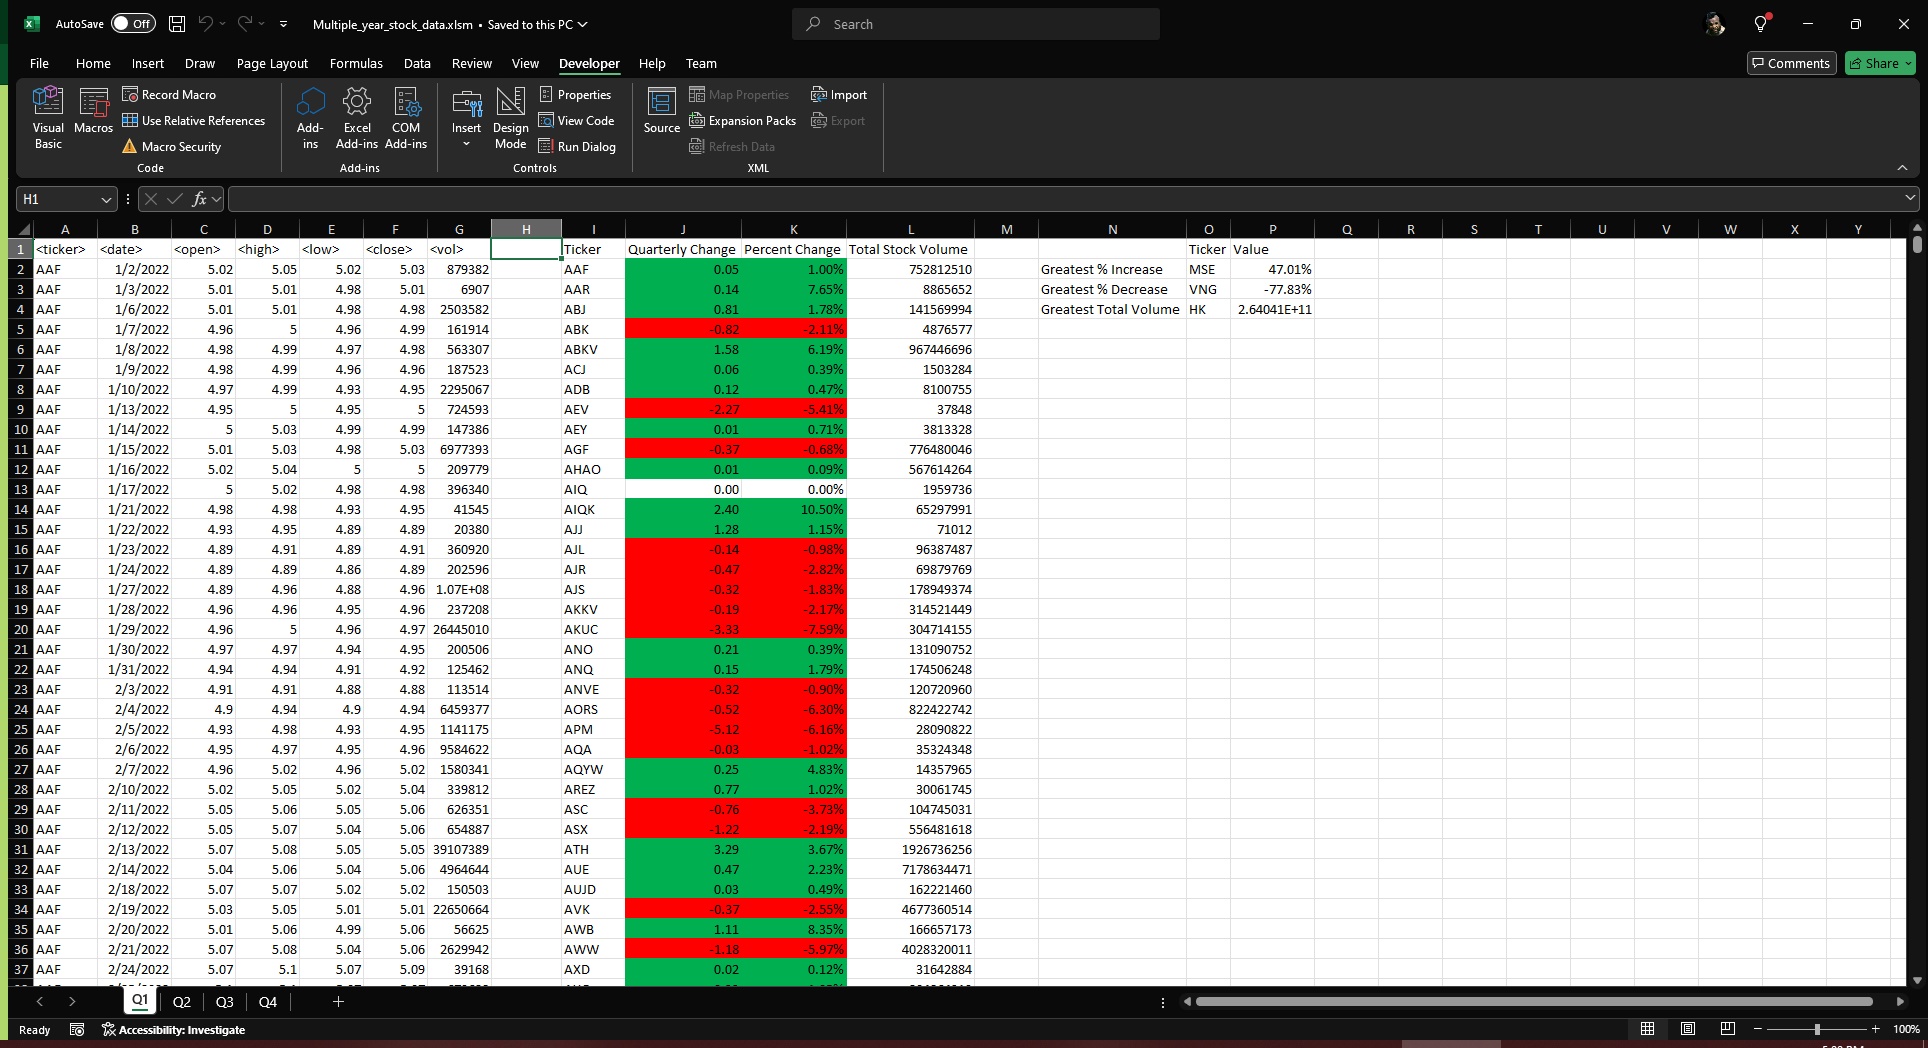 AutoSave Off Multiple_year_stock_data.xlsm • Saved to this PC Search
File Home Insert Draw Page Layout Formulas Data Review View Developer Help Team Comments Share
Visual Basic Macros Record Macro Use Relative References Macro Security Code
Add-ins Excel Add-ins COM Add-ins Add-ins
Insert Design Mode Properties View Code Run Dialog Controls
Source Map Properties Expansion Packs Refresh Data Import Export XML
H1 fx
A B C D E F G H I J K L M N O P Q R S T U V W X Y
1 <ticker> <date> <open> <high> <low> <close> <vol> Ticker Quarterly Change Percent Change Total Stock Volume Ticker Value
2 AAF 1/2/2022 5.02 5.05 5.02 5.03 879382 AAF 0.05 1.00% 752812510 Greatest % Increase MSE 47.01%
3 AAF 1/3/2022 5.01 5.01 4.98 5.01 6907 AAR 0.14 7.65% 8865652 Greatest % Decrease VNG -77.83%
4 AAF 1/6/2022 5.01 5.01 4.98 4.98 2503582 ABJ 0.81 1.78% 141569994 Greatest Total Volume HK 2.64041E+11
5 AAF 1/7/2022 4.96 5 4.96 4.99 161914 ABK -0.82 -2.11% 4876577
6 AAF 1/8/2022 4.98 4.99 4.97 4.98 563307 ABKV 1.58 6.19% 967446696
7 AAF 1/9/2022 4.98 4.99 4.96 4.96 187523 ACJ 0.06 0.39% 1503284
8 AAF 1/10/2022 4.97 4.99 4.93 4.95 2295067 ADB 0.12 0.47% 8100755
9 AAF 1/13/2022 4.95 5 4.95 5 724593 AEV -2.27 -5.41% 37848
10 AAF 1/14/2022 5 5.03 4.99 4.99 147386 AEY 0.01 0.71% 3813328
11 AAF 1/15/2022 5.01 5.03 4.98 5.03 6977393 AGF -0.37 -0.68% 776480046
12 AAF 1/16/2022 5.02 5.04 5 5 209779 AHAO 0.01 0.09% 567614264
13 AAF 1/17/2022 5 5.02 4.98 4.98 396340 AIQ 0.00 0.00% 1959736
14 AAF 1/21/2022 4.98 4.98 4.93 4.95 41545 AIQK 2.40 10.50% 65297991
15 AAF 1/22/2022 4.93 4.95 4.89 4.89 20380 AJJ 1.28 1.15% 71012
16 AAF 1/23/2022 4.89 4.91 4.89 4.91 360920 AJL -0.14 -0.98% 96387487
17 AAF 1/24/2022 4.89 4.89 4.86 4.89 202596 AJR -0.47 -2.82% 69879769
18 AAF 1/27/2022 4.89 4.96 4.88 4.96 1.07E+08 AJS -0.32 -1.83% 178949374
19 AAF 1/28/2022 4.96 4.96 4.95 4.96 237208 AKKV -0.19 -2.17% 314521449
20 AAF 1/29/2022 4.96 5 4.96 4.97 26445010 AKUC -3.33 -7.59% 304714155
21 AAF 1/30/2022 4.97 4.97 4.94 4.95 200506 ANO 0.21 0.39% 131090752
22 AAF 1/31/2022 4.94 4.94 4.91 4.92 125462 ANQ 0.15 1.79% 174506248
23 AAF 2/3/2022 4.91 4.91 4.88 4.88 113514 ANVE -0.32 -0.90% 120720960
24 AAF 2/4/2022 4.9 4.94 4.9 4.94 6459377 AORS -0.52 -6.30% 822422742
25 AAF 2/5/2022 4.93 4.98 4.93 4.95 1141175 APM -5.12 -6.16% 28090822
26 AAF 2/6/2022 4.95 4.97 4.95 4.96 9584622 AQA -0.03 -1.02% 35324348
27 AAF 2/7/2022 4.96 5.02 4.96 5.02 1580341 AQYW 0.25 4.83% 14357965
28 AAF 2/10/2022 5.02 5.05 5.02 5.04 339812 AREZ 0.77 1.02% 30061745
29 AAF 2/11/2022 5.05 5.06 5.05 5.06 626351 ASC -0.76 -3.73% 104745031
30 AAF 2/12/2022 5.05 5.07 5.04 5.06 654887 ASX -1.22 -2.19% 556481618
31 AAF 2/13/2022 5.07 5.08 5.05 5.05 39107389 ATH 3.29 3.67% 1926736256
32 AAF 2/14/2022 5.04 5.06 5.04 5.06 4964644 AUE 0.47 2.23% 7178634471
33 AAF 2/18/2022 5.07 5.07 5.02 5.02 150503 AUJD 0.03 0.49% 162221460
34 AAF 2/19/2022 5.03 5.05 5.01 5.01 22650664 AVK -0.37 -2.55% 4677360514
35 AAF 2/20/2022 5.01 5.06 4.99 5.06 56625 AWB 1.11 8.35% 166657173
36 AAF 2/21/2022 5.07 5.08 5.04 5.06 2629942 AWW -1.18 -5.97% 4028320011
37 AAF 2/24/2022 5.07 5.1 5.07 5.09 39168 AXD 0.02 0.12% 31642884
Q1 Q2 Q3 Q4
Ready Accessibility: Investigate 100%